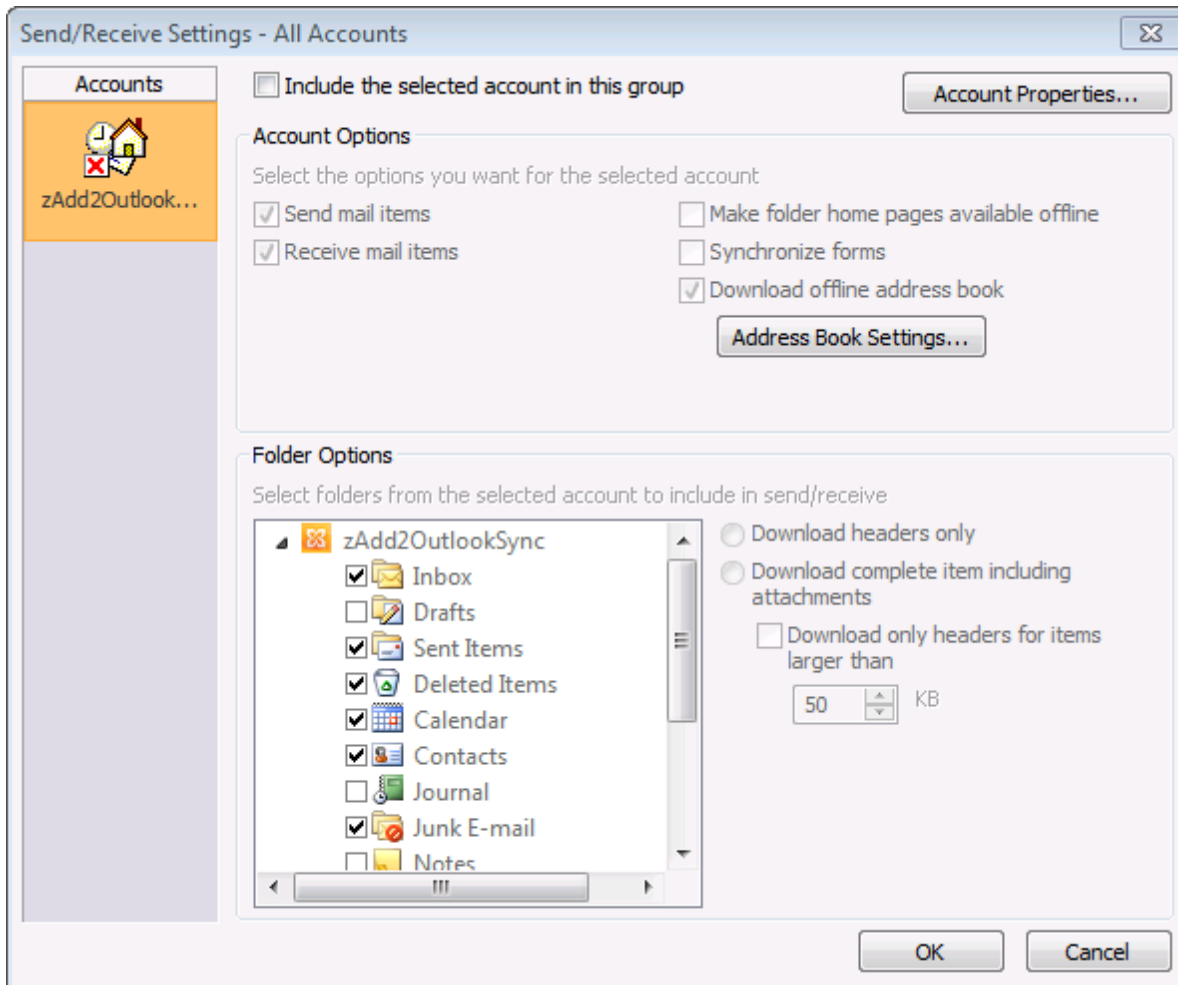 Send/Receive Settings - All Accounts
Accounts
zAdd2Outlook...
Include the selected account in this group
Account Properties...
Account Options
Select the options you want for the selected account
Send mail items
Make folder home pages available offline
Receive mail items
Synchronize forms
Download offline address book
Address Book Settings...
Folder Options
Select folders from the selected account to include in send/receive
zAdd2OutlookSync
Inbox
Drafts
Sent Items
Deleted Items
Calendar
Contacts
Journal
Junk E-mail
Notes
Download headers only
Download complete item including
attachments
Download only headers for items
larger than
50 KB
OK
Cancel